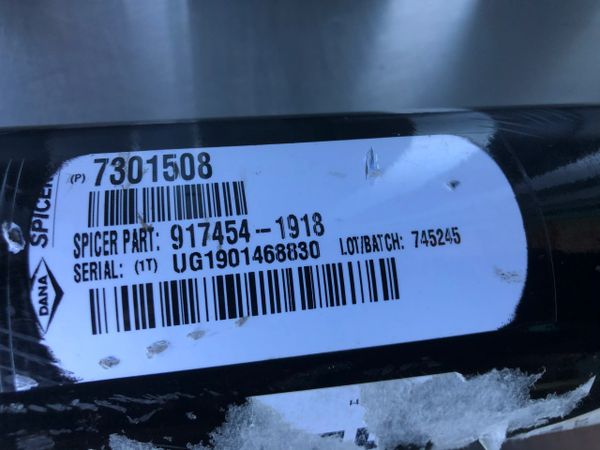 (P) 7301508
SPICER PART: 917454-1918
SERIAL: (1T) UG1901468830 LOT/BATCH: 745245
DANA SPICER